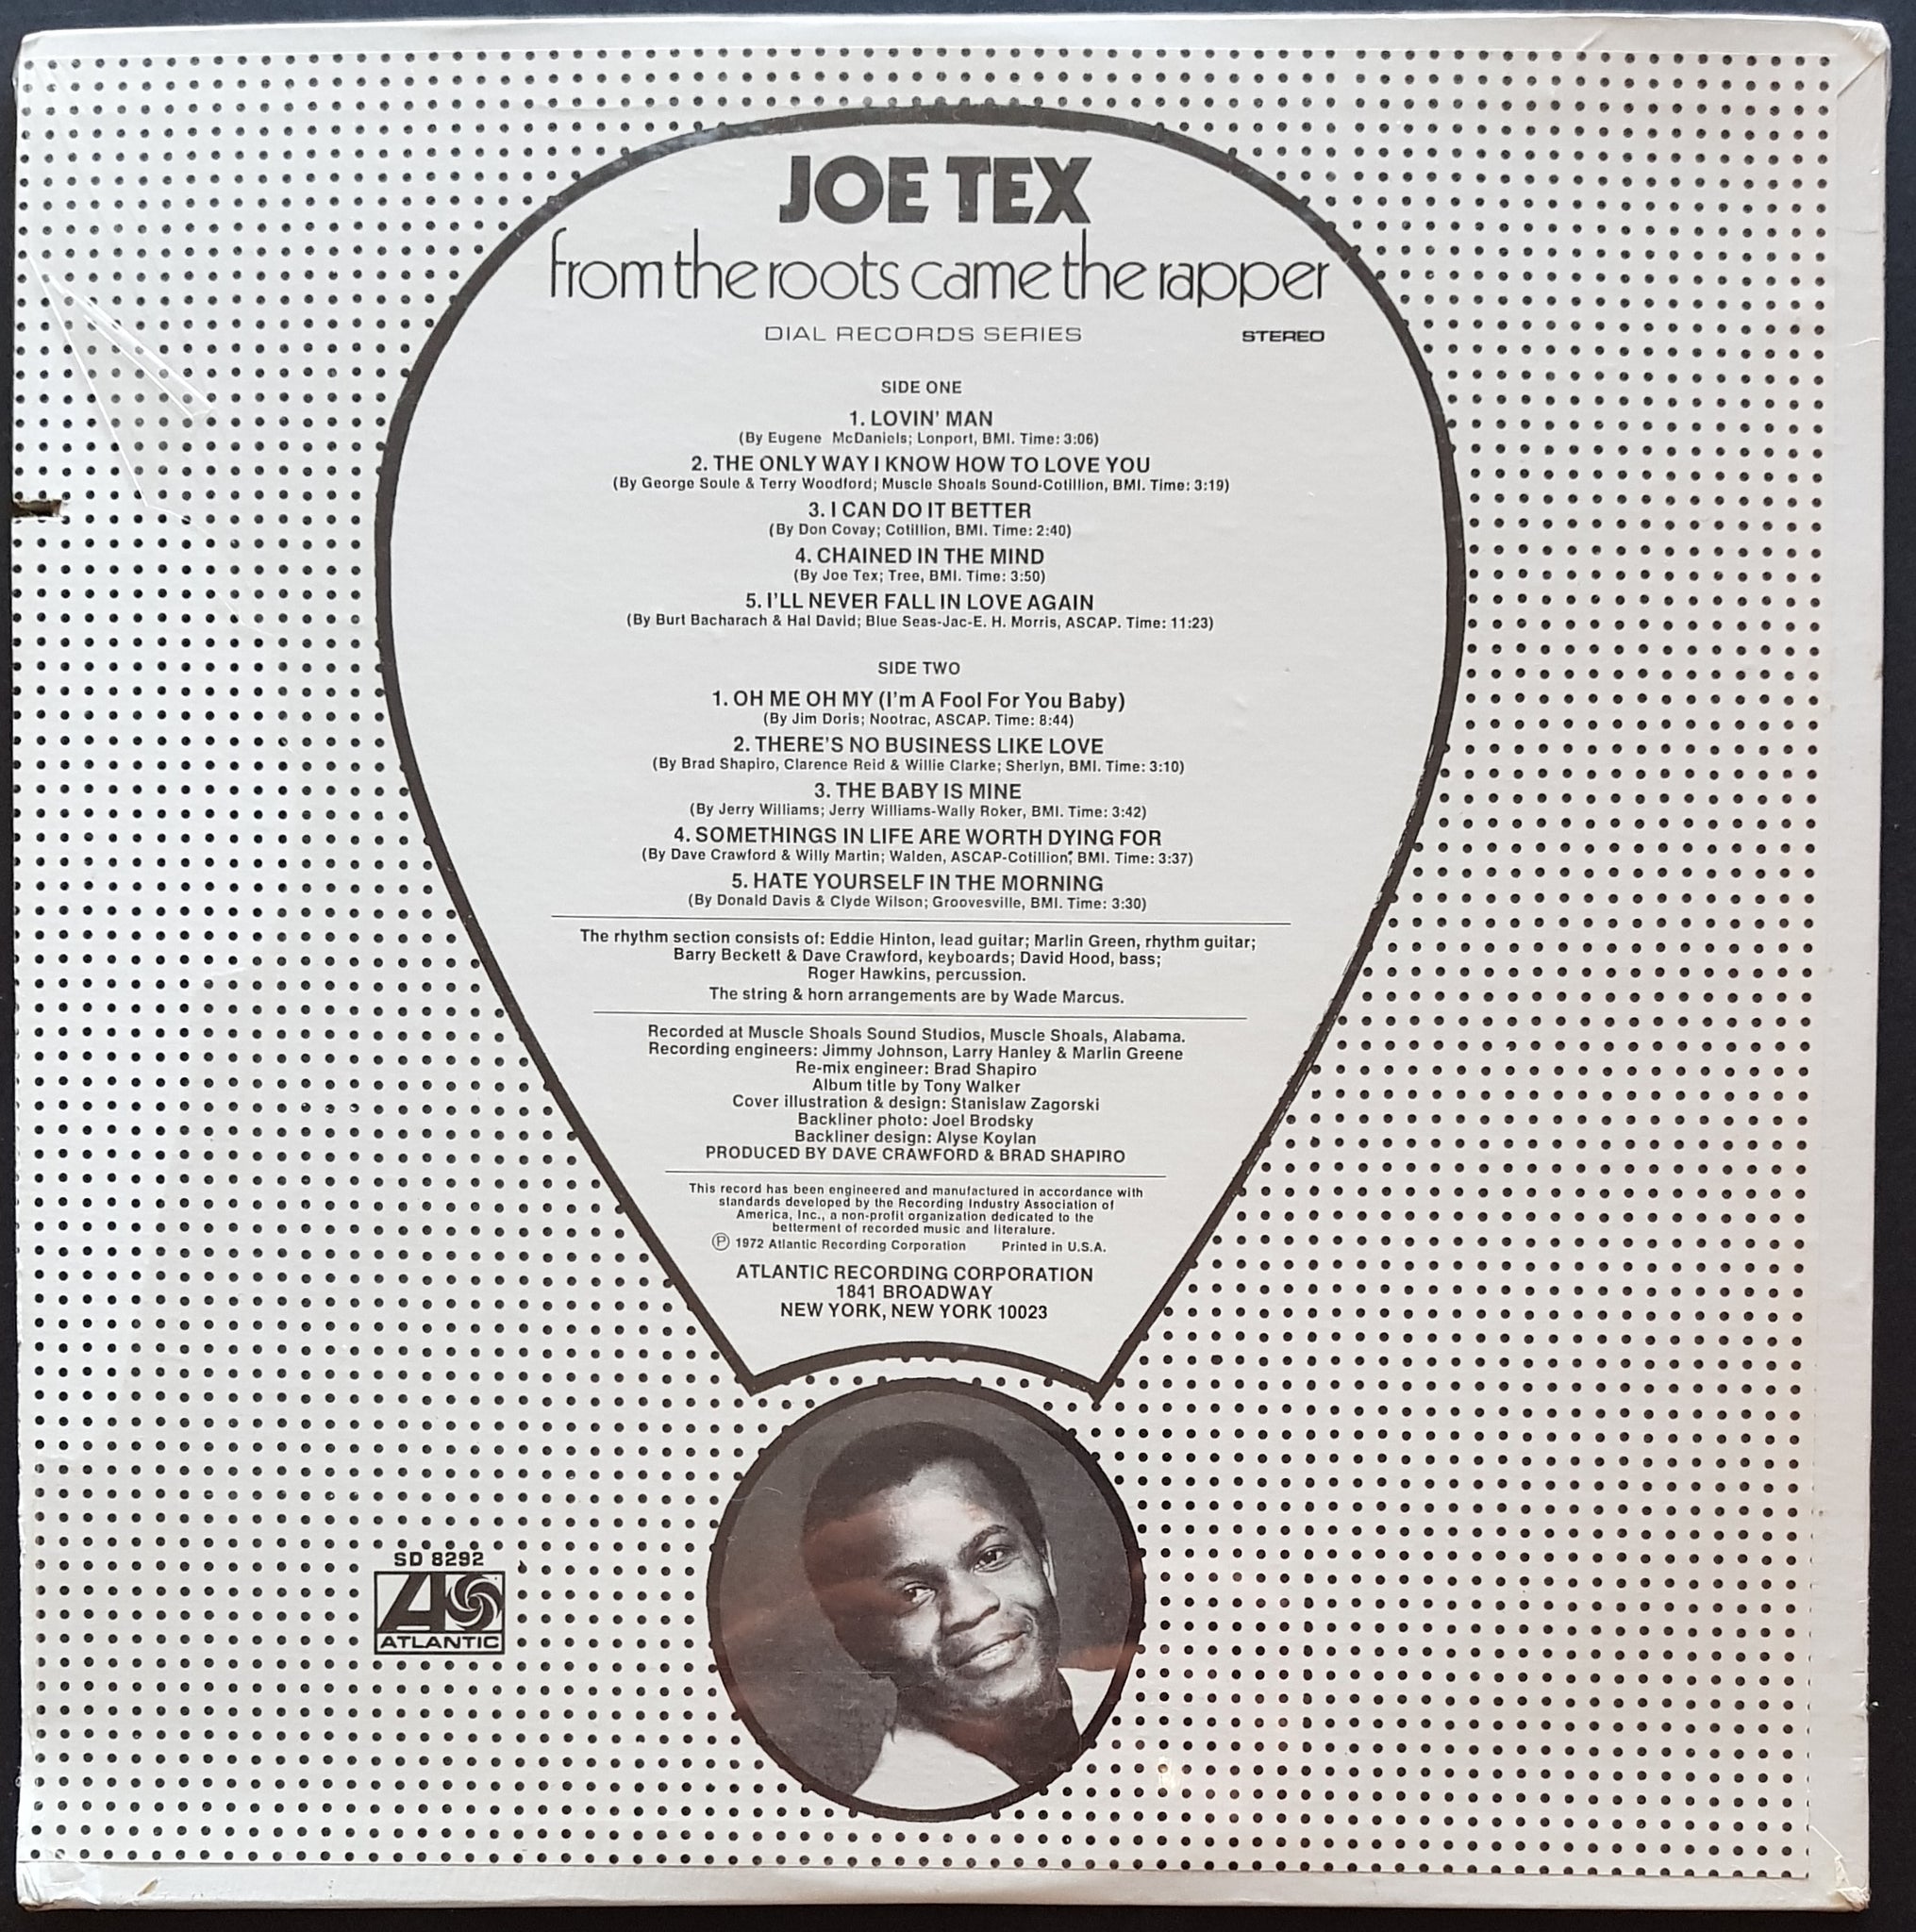 JOE TEX
from the roots came the rapper
DIAL RECORDS SERIES STEREO
SIDE ONE
1. LOVIN' MAN
(By Eugene McDaniels; Lonport, BMI. Time: 3:06)
2. THE ONLY WAY I KNOW HOW TO LOVE YOU
(By George Soule & Terry Woodford; Muscle Shoals Sound-Cotillion, BMI. Time: 3:19)
3. I CAN DO IT BETTER
(By Don Covay; Cotillion, BMI. Time: 2:40)
4. CHAINED IN THE MIND
(By Joe Tex; Tree, BMI. Time: 3:50)
5. I'LL NEVER FALL IN LOVE AGAIN
(By Burt Bacharach & Hal David; Blue Seas-Jac-E. H. Morris, ASCAP. Time: 11:23)
SIDE TWO
1. OH ME OH MY (I'm A Fool For You Baby)
(By Jim Doris; Nootrac, ASCAP. Time: 8:44)
2. THERE'S NO BUSINESS LIKE LOVE
(By Brad Shapiro, Clarence Reid & Willie Clarke; Sherlyn, BMI. Time: 3:10)
3. THE BABY IS MINE
(By Jerry Williams; Jerry Williams-Wally Roker, BMI. Time: 3:42)
4. SOMETHINGS IN LIFE ARE WORTH DYING FOR
(By Dave Crawford & Willy Martin; Walden, ASCAP-Cotillion, BMI. Time: 3:37)
5. HATE YOURSELF IN THE MORNING
(By Donald Davis & Clyde Wilson; Groovesville, BMI. Time: 3:30)
The rhythm section consists of: Eddie Hinton, lead guitar; Marlin Green, rhythm guitar;
Barry Beckett & Dave Crawford, keyboards; David Hood, bass;
Roger Hawkins, percussion.
The string & horn arrangements are by Wade Marcus.
Recorded at Muscle Shoals Sound Studios, Muscle Shoals, Alabama.
Recording engineers: Jimmy Johnson, Larry Hanley & Marlin Greene
Re-mix engineer: Brad Shapiro
Album title by Tony Walker
Cover illustration & design: Stanislaw Zagorski
Backliner photo: Joel Brodsky
Backliner design: Alyse Koylan
PRODUCED BY DAVE CRAWFORD & BRAD SHAPIRO
This record has been engineered and manufactured in accordance with
standards developed by the Recording Industry Association of
America, Inc., a non-profit organization dedicated to the
betterment of recorded music and literature.
Ⓟ 1972 Atlantic Recording Corporation Printed in U.S.A.
ATLANTIC RECORDING CORPORATION
1841 BROADWAY
NEW YORK, NEW YORK 10023
SD 8292
ATLANTIC